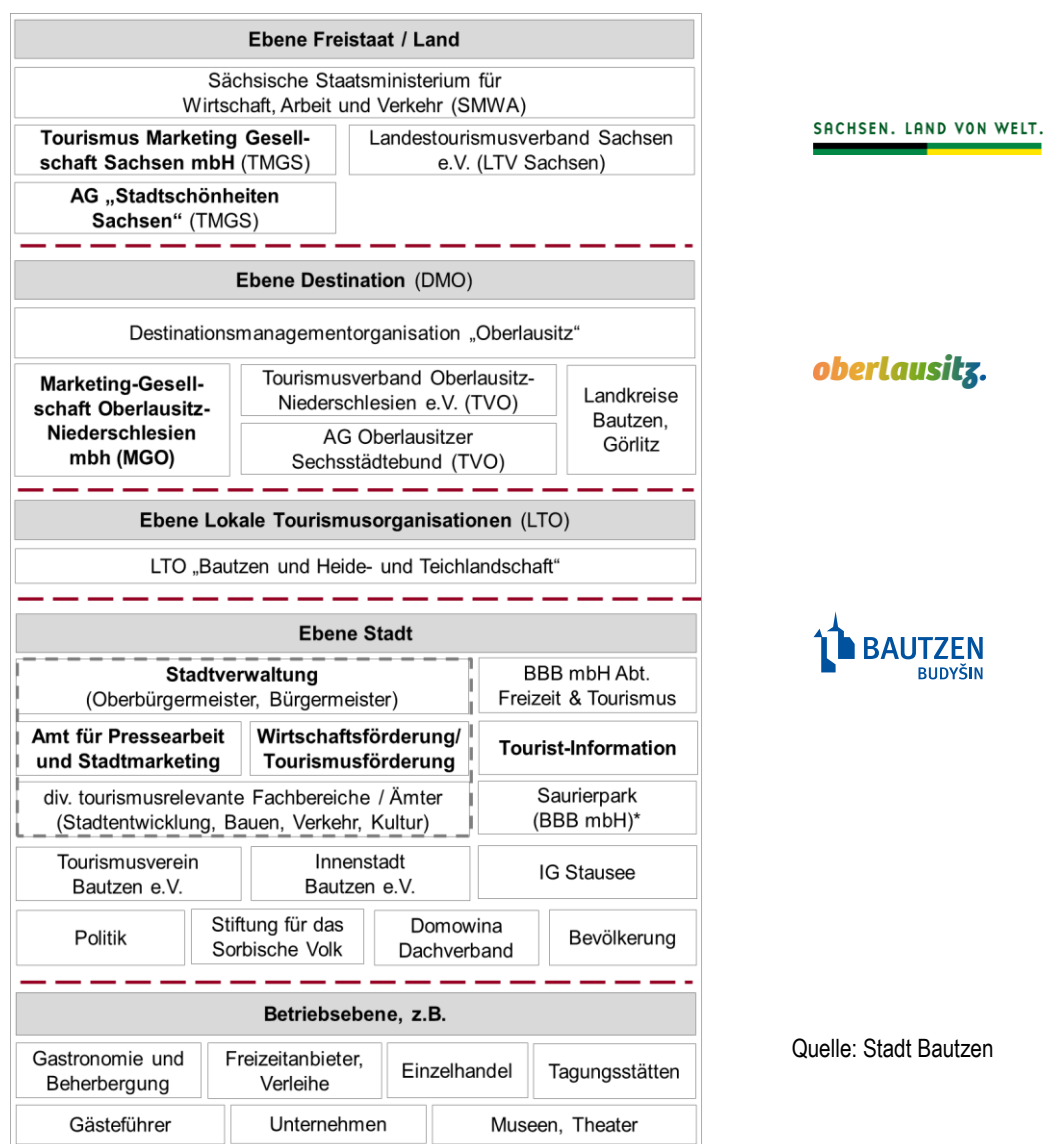 Ebene Freistaat / Land
Sächsische Staatsministerium für
Wirtschaft, Arbeit und Verkehr (SMWA)
Tourismus Marketing Gesell-
schaft Sachsen mbH (TMGS)
Landestourismusverband Sachsen
e.V. (LTV Sachsen)
AG „Stadtschönheiten
Sachsen“ (TMGS)
SACHSEN. LAND VON WELT.
Ebene Destination (DMO)
Destinationsmanagementorganisation „Oberlausitz“
Marketing-Gesell-
schaft Oberlausitz-
Niederschlesien
mbh (MGO)
Tourismusverband Oberlausitz-
Niederschlesien e.V. (TVO)
AG Oberlausitzer
Sechsstädtebund (TVO)
Landkreise
Bautzen,
Görlitz
oberlausitz.
Ebene Lokale Tourismusorganisationen (LTO)
LTO „Bautzen und Heide- und Teichlandschaft“
Ebene Stadt
Stadtverwaltung
(Oberbürgermeister, Bürgermeister)
BBB mbH Abt.
Freizeit & Tourismus
Amt für Pressearbeit
und Stadtmarketing
Wirtschaftsförderung/
Tourismusförderung
Tourist-Information
div. tourismusrelevante Fachbereiche / Ämter
(Stadtentwicklung, Bauen, Verkehr, Kultur)
Saurierpark
(BBB mbH)*
Tourismusverein
Bautzen e.V.
Innenstadt
Bautzen e.V.
IG Stausee
Politik
Stiftung für das
Sorbische Volk
Domowina
Dachverband
Bevölkerung
BAUTZEN
BUDYŠIN
Betriebsebene, z.B.
Gastronomie und
Beherbergung
Freizeitanbieter,
Verleihe
Einzelhandel
Tagungsstätten
Gästeführer
Unternehmen
Museen, Theater
Quelle: Stadt Bautzen